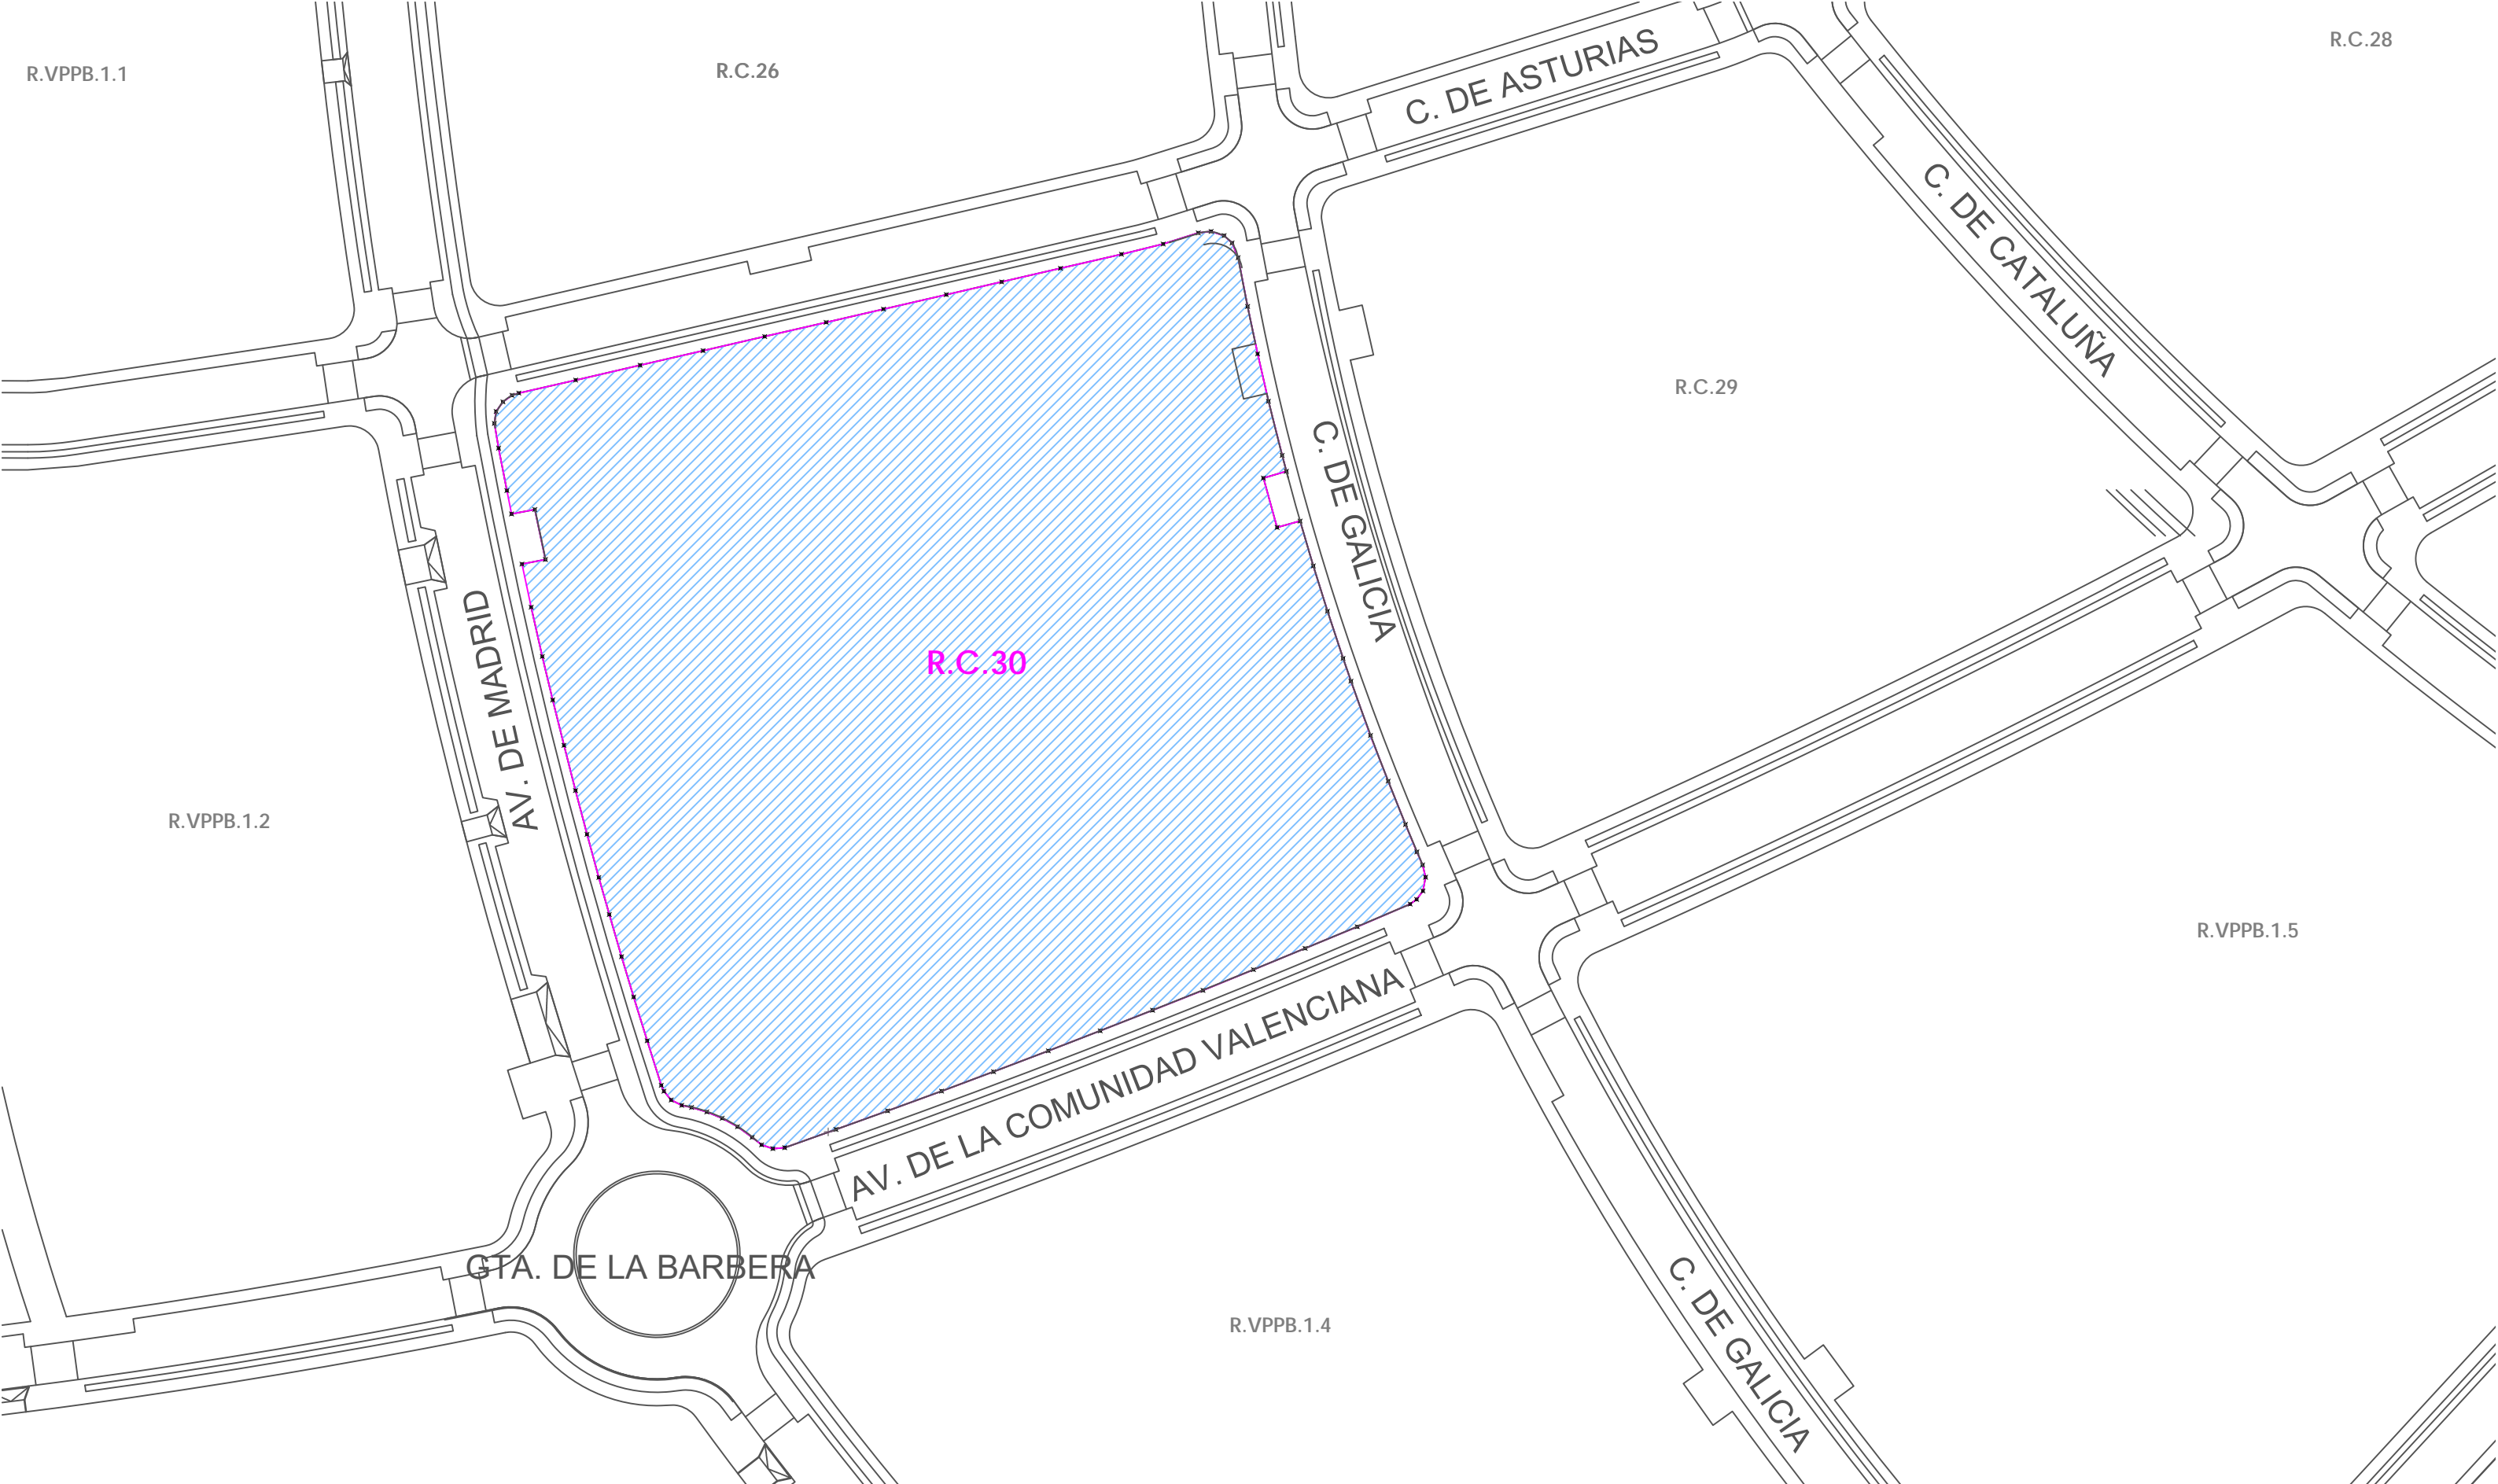 R.C.28
C. DE ASTURIAS
R.C.26
R.VPPB.1.1
C. DE CATALUÑA
R.C.29
C. DE GALICIA
R.C.30
AV. DE MADRID
R.VPPB.1.2
R.VPPB.1.5
AV. DE LA COMUNIDAD VALENCIANA
GTA. DE LA BARBERA
R.VPPB.1.4
C. DE GALICIA